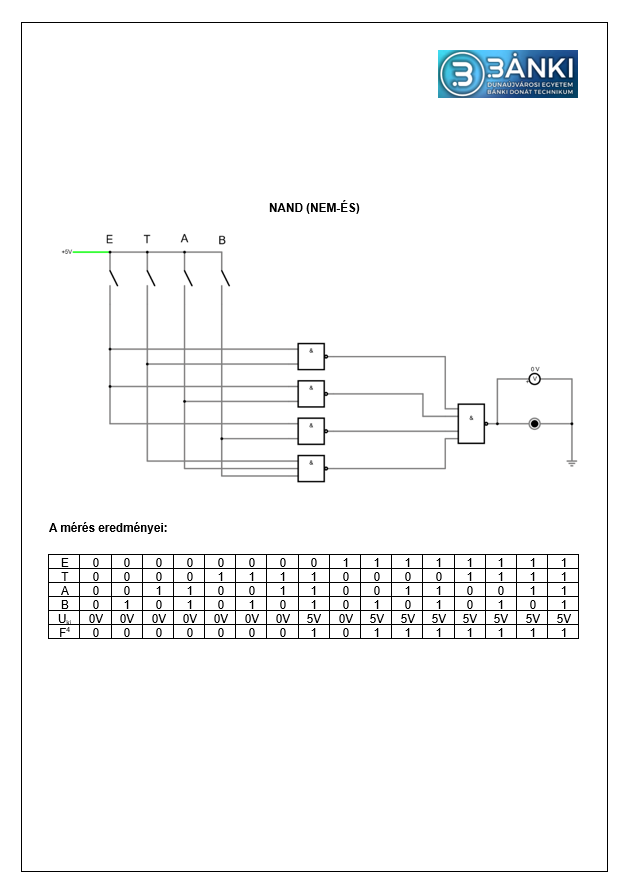 BÁNKI
DUNAÚJVÁROSI EGYETEM
BÁNKI DONÁT TECHNIKUM
NAND (NEM-ÉS)
E T A B
+5V
&
0 V
V
&
&
&
&
A mérés eredményei:
E 0 0 0 0 0 0 0 0 1 1 1 1 1 1 1 1
T 0 0 0 0 1 1 1 1 0 0 0 0 1 1 1 1
A 0 0 1 1 0 0 1 1 0 0 1 1 0 0 1 1
B 0 1 0 1 0 1 0 1 0 1 0 1 0 1 0 1
Uki 0V 0V 0V 0V 0V 0V 0V 5V 0V 5V 5V 5V 5V 5V 5V 5V
F4 0 0 0 0 0 0 0 1 0 1 1 1 1 1 1 1